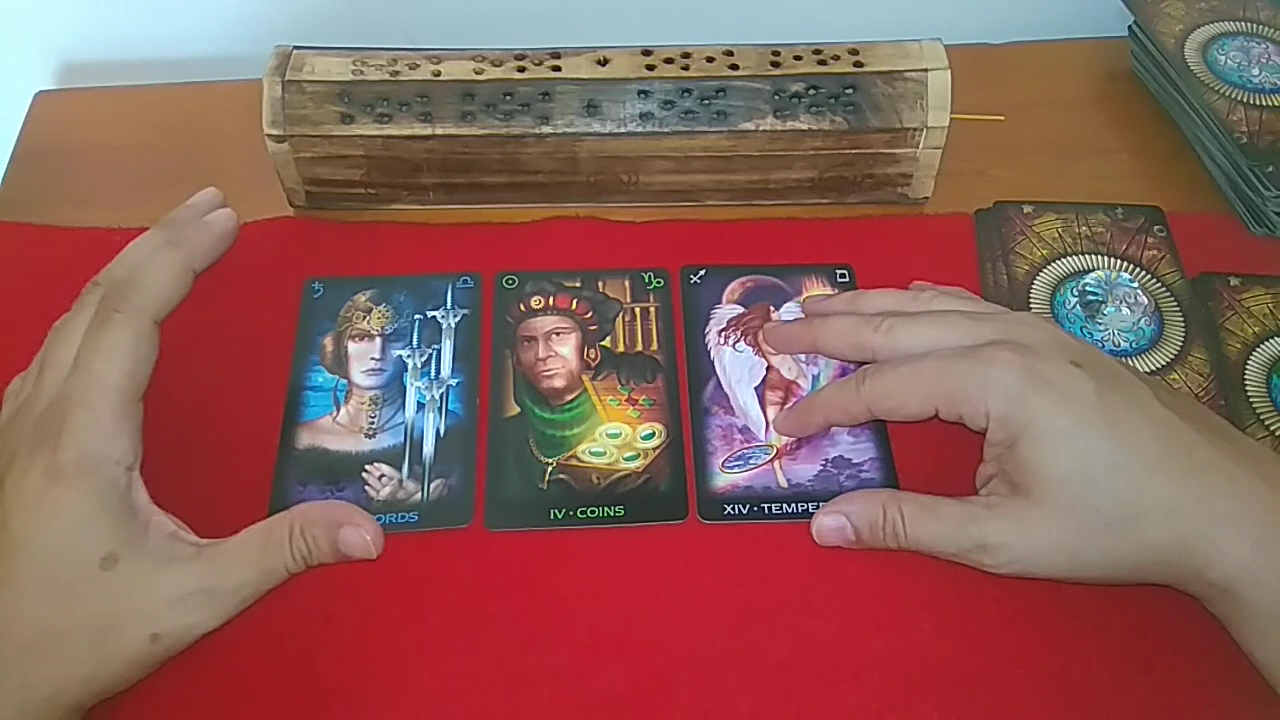 ORDS
IV · COINS
XIV · TEMPE